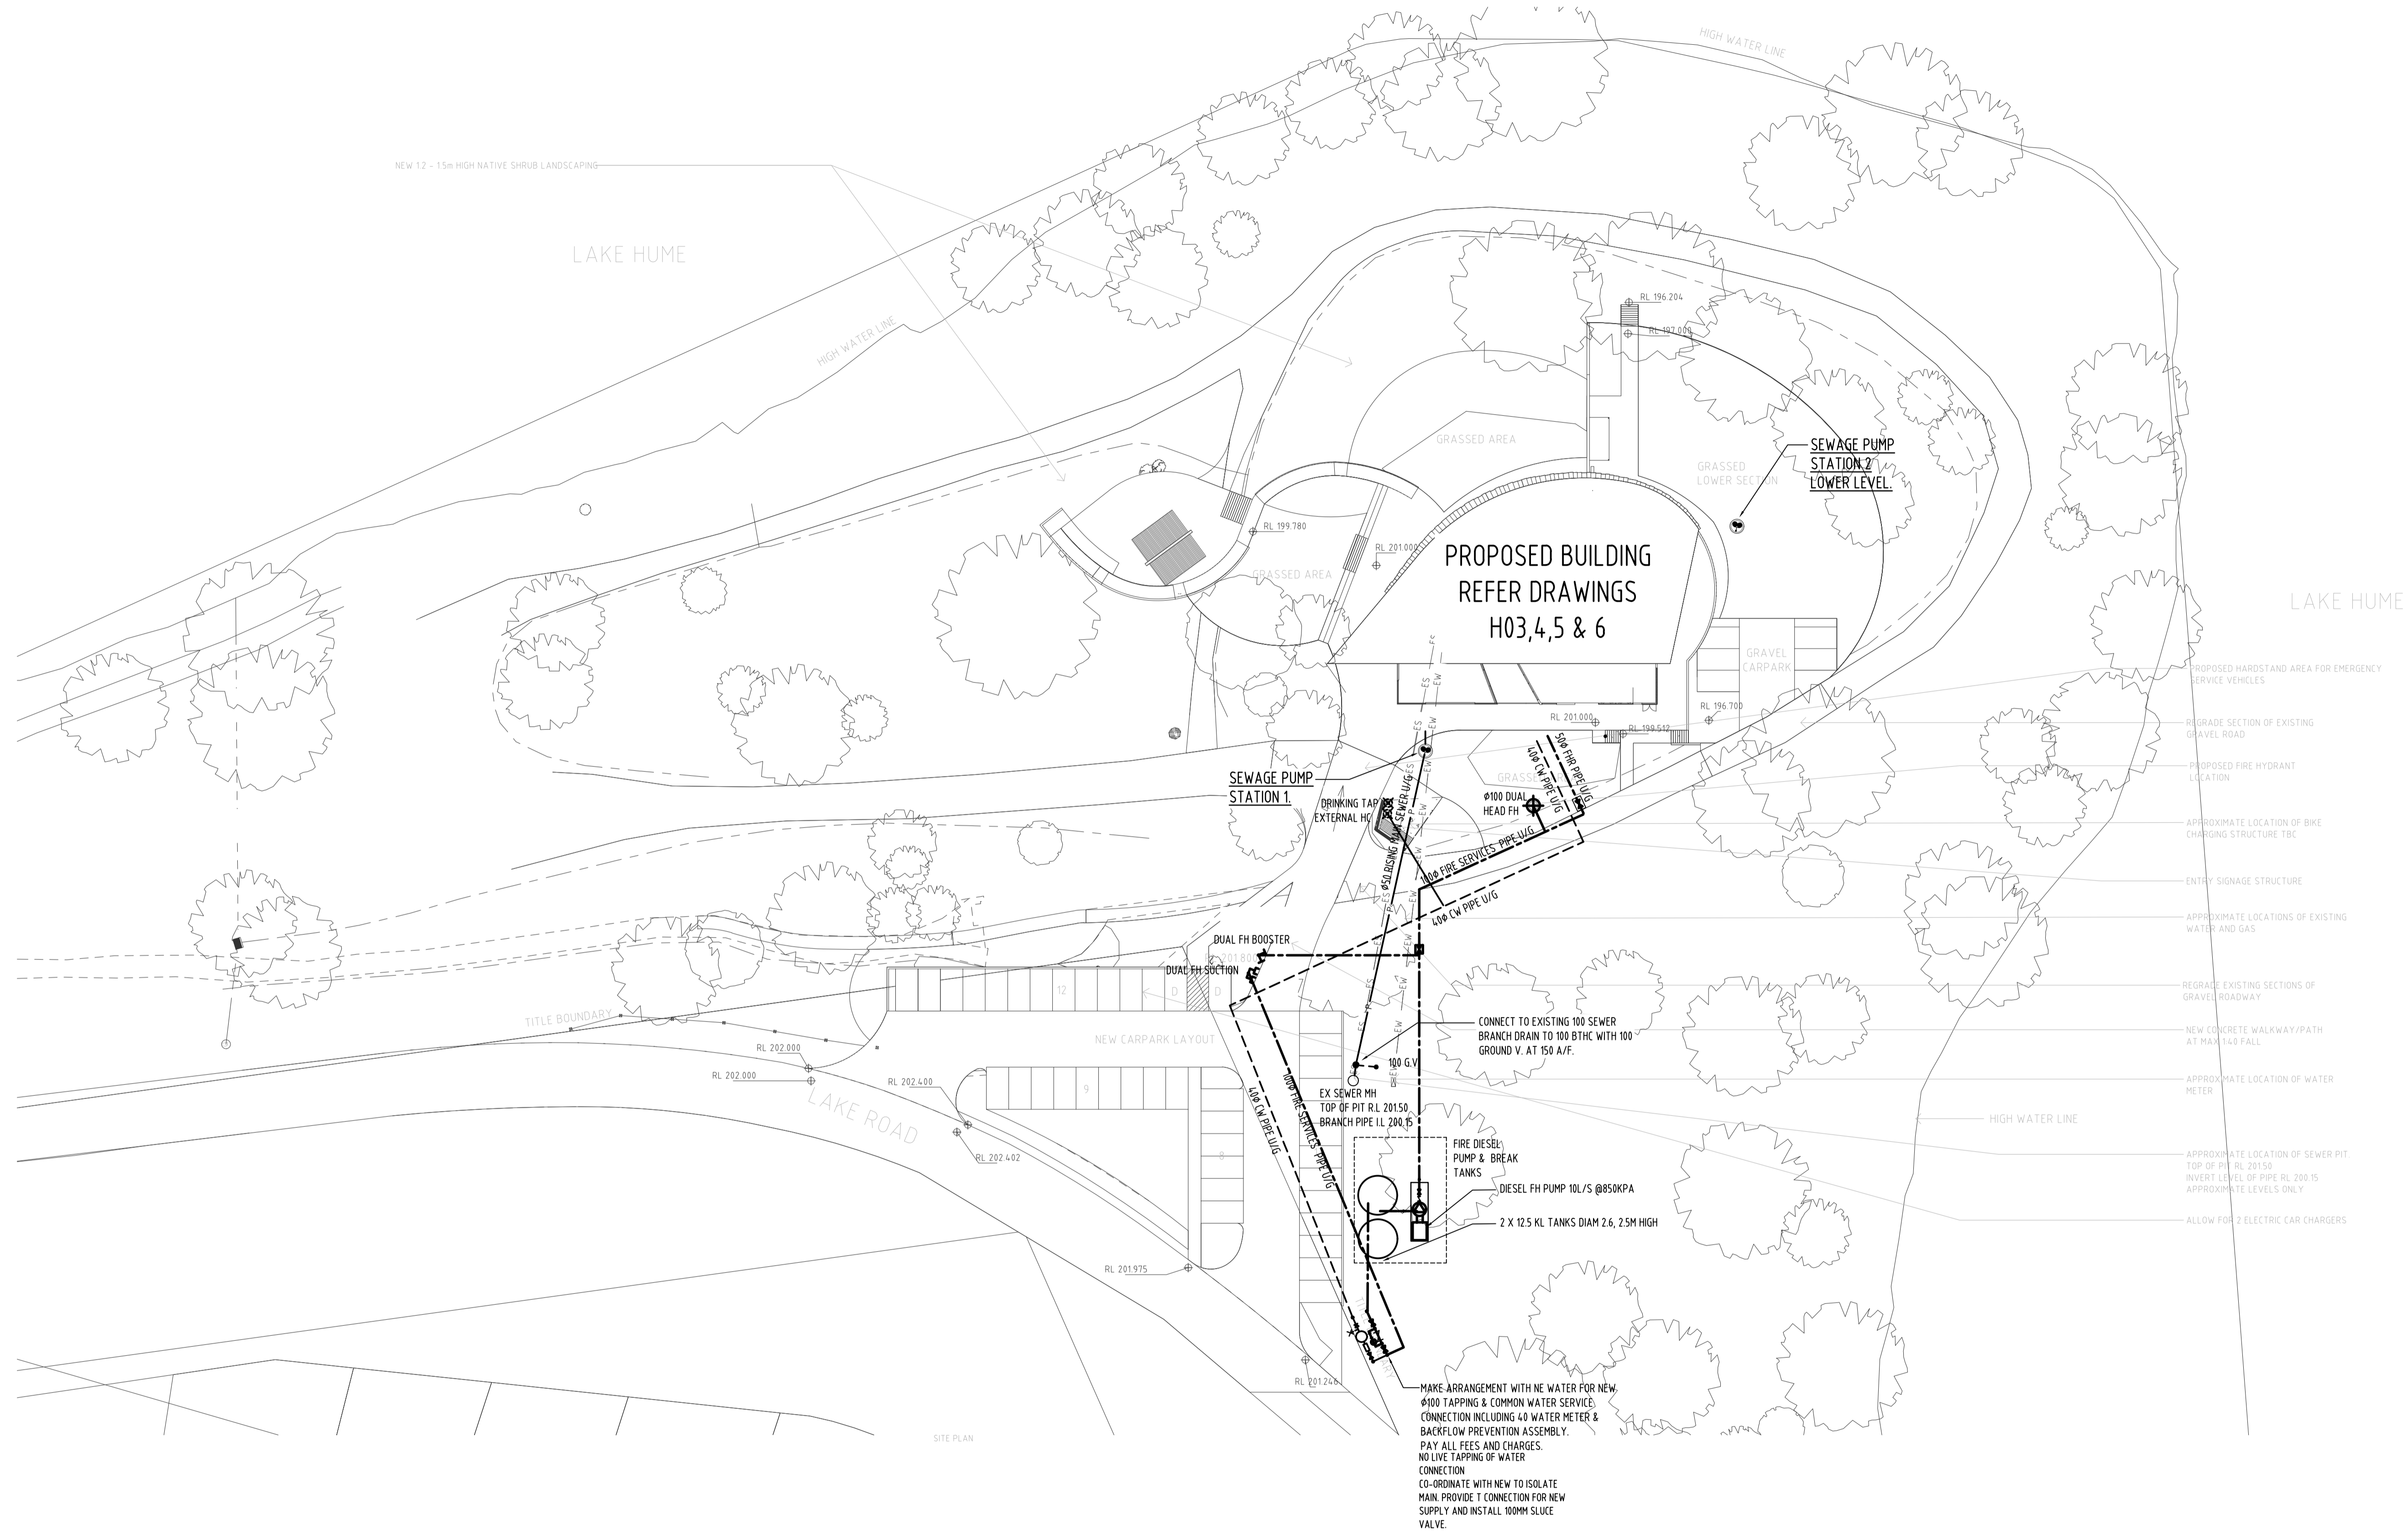 HIGH WATER LINE
NEW 1.2 - 1.5m HIGH NATIVE SHRUB LANDSCAPING
LAKE HUME
HIGH WATER LINE
RL 196.204
RL 197.000
GRASSED AREA
GRASSED
LOWER SECTION
SEWAGE PUMP
STATION 2
LOWER LEVEL.
RL 199.780
RL 201.000
GRASSED AREA
PROPOSED BUILDING
REFER DRAWINGS
H03,4,5 & 6
LAKE HUME
GRAVEL
CARPARK
PROPOSED HARDSTAND AREA FOR EMERGENCY
SERVICE VEHICLES
RL 201.000
RL 196.700
RL 199.512
REGRADE SECTION OF EXISTING
GRAVEL ROAD
PROPOSED FIRE HYDRANT
LOCATION
SEWAGE PUMP
STATION 1.
DRINKING TAP
EXTERNAL HC
Ø50 RISING MAIN SEWER U/G
Ø100 DUAL
HEAD FH
40Ø CW PIPE U/G
50Ø FHR PIPE U/G
100Ø FIRE SERVICES PIPE U/G
40Ø CW PIPE U/G
APPROXIMATE LOCATION OF BIKE
CHARGING STRUCTURE TBC
ENTRY SIGNAGE STRUCTURE
APPROXIMATE LOCATIONS OF EXISTING
WATER AND GAS
DUAL FH BOOSTER
201.800
DUAL FH SUCTION
12
D
D
TITLE BOUNDARY
NEW CARPARK LAYOUT
REGRADE EXISTING SECTIONS OF
GRAVEL ROADWAY
CONNECT TO EXISTING 100 SEWER
BRANCH DRAIN TO 100 BTHC WITH 100
GROUND V. AT 150 A/F.
NEW CONCRETE WALKWAY/PATH
AT MAX 1:40 FALL
RL 202.000
RL 202.000
RL 202.400
9
100 G.V
APPROXIMATE LOCATION OF WATER
METER
EX SEWER MH
TOP OF PIT R.L 201.50
BRANCH PIPE I.L 200.15
LAKE ROAD
HIGH WATER LINE
40Ø CW PIPE U/G
100Ø FIRE SERVICES PIPE U/G
RL 202.402
8
FIRE DIESEL
PUMP & BREAK
TANKS
APPROXIMATE LOCATION OF SEWER PIT
TOP OF PIT RL 201.50
INVERT LEVEL OF PIPE RL 200.15
APPROXIMATE LEVELS ONLY
DIESEL FH PUMP 10L/S @850KPA
2 X 12.5 KL TANKS DIAM 2.6, 2.5M HIGH
ALLOW FOR 2 ELECTRIC CAR CHARGERS
RL 201.975
RL 201.246
MAKE ARRANGEMENT WITH NE WATER FOR NEW
Ø100 TAPPING & COMMON WATER SERVICE
CONNECTION INCLUDING 40 WATER METER &
BACKFLOW PREVENTION ASSEMBLY.
PAY ALL FEES AND CHARGES.
NO LIVE TAPPING OF WATER
CONNECTION
CO-ORDINATE WITH NEW TO ISOLATE
MAIN. PROVIDE T CONNECTION FOR NEW
SUPPLY AND INSTALL 100MM SLUCE
VALVE.
SITE PLAN